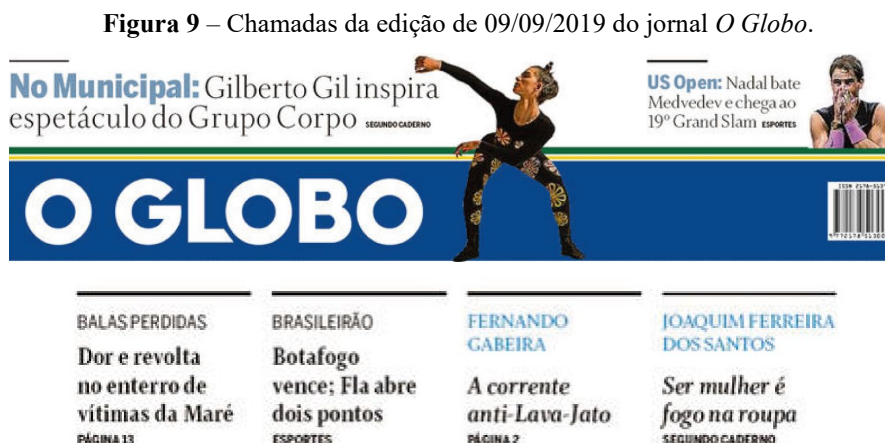 Figura 9 – Chamadas da edição de 09/09/2019 do jornal O Globo.
No Municipal: Gilberto Gil inspira
espetáculo do Grupo Corpo SEGUNDO CADERNO
US Open: Nadal bate
Medvedev e chega ao
19º Grand Slam ESPORTES
O GLOBO
BALAS PERDIDAS
Dor e revolta
no enterro de
vítimas da Maré
PÁGINA 13
BRASILEIRÃO
Botafogo
vence; Fla abre
dois pontos
ESPORTES
FERNANDO
GABEIRA
A corrente
anti-Lava-Jato
PÁGINA 2
JOAQUIM FERREIRA
DOS SANTOS
Ser mulher é
fogo na roupa
SEGUNDO CADERNO